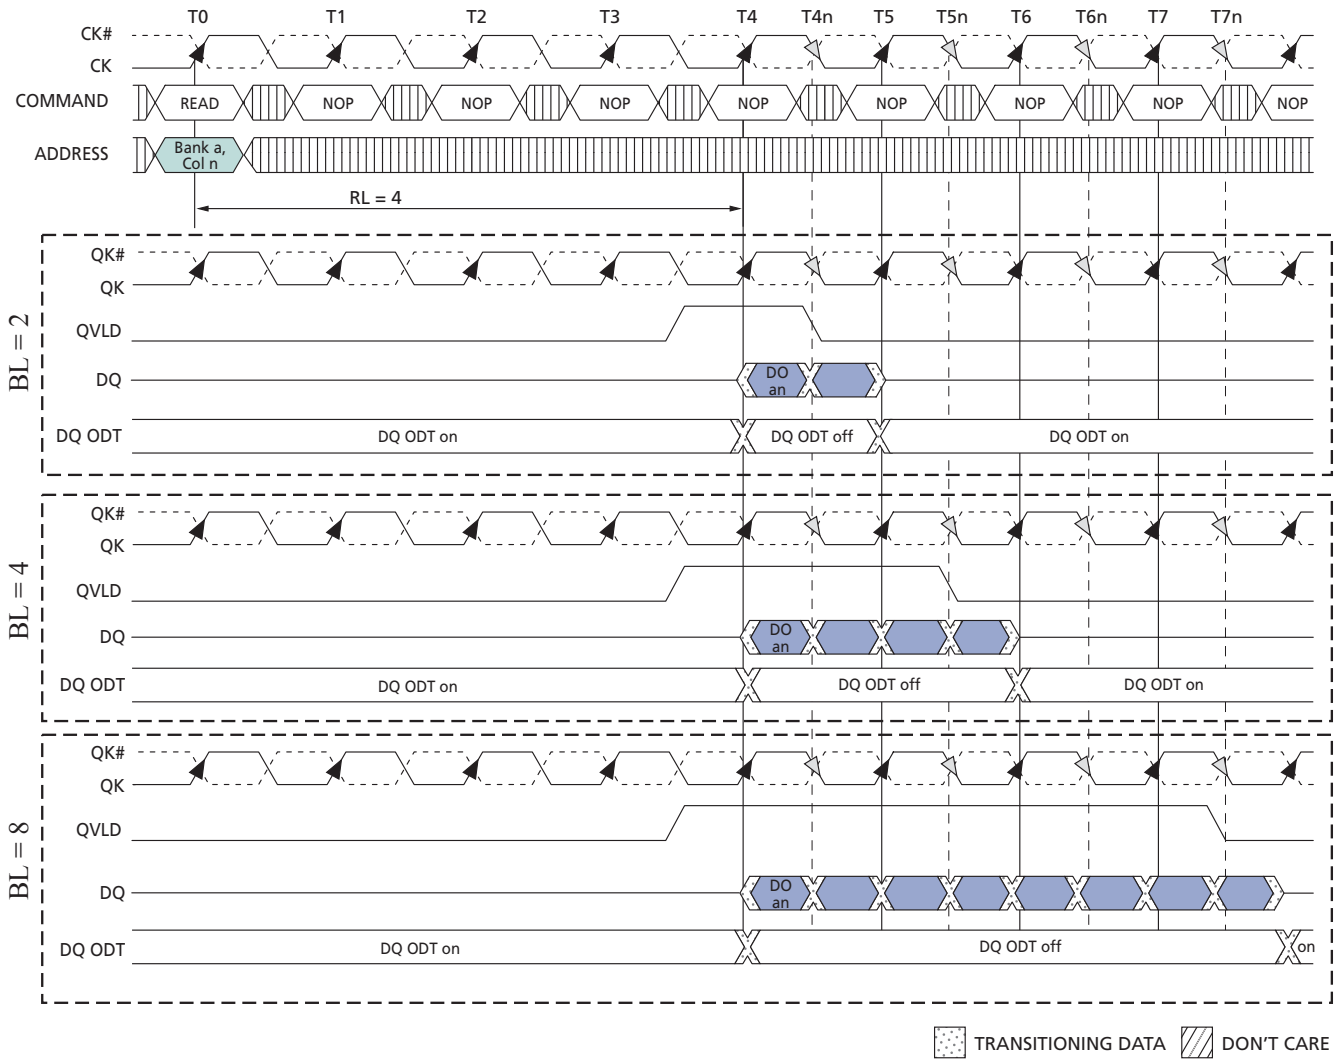 T0 T1 T2 T3 T4 T4n T5 T5n T6 T6n T7 T7n
CK#
CK
COMMAND READ NOP NOP NOP NOP NOP NOP NOP NOP
ADDRESS Bank a,
Col n
RL = 4
BL = 2
QK#
QK
QVLD
DQ DO
an
DQ ODT DQ ODT on DQ ODT off DQ ODT on
BL = 4
QK#
QK
QVLD
DQ DO
an
DQ ODT DQ ODT on DQ ODT off DQ ODT on
BL = 8
QK#
QK
QVLD
DQ DO
an
DQ ODT DQ ODT on DQ ODT off on
TRANSITIONING DATA DON'T CARE